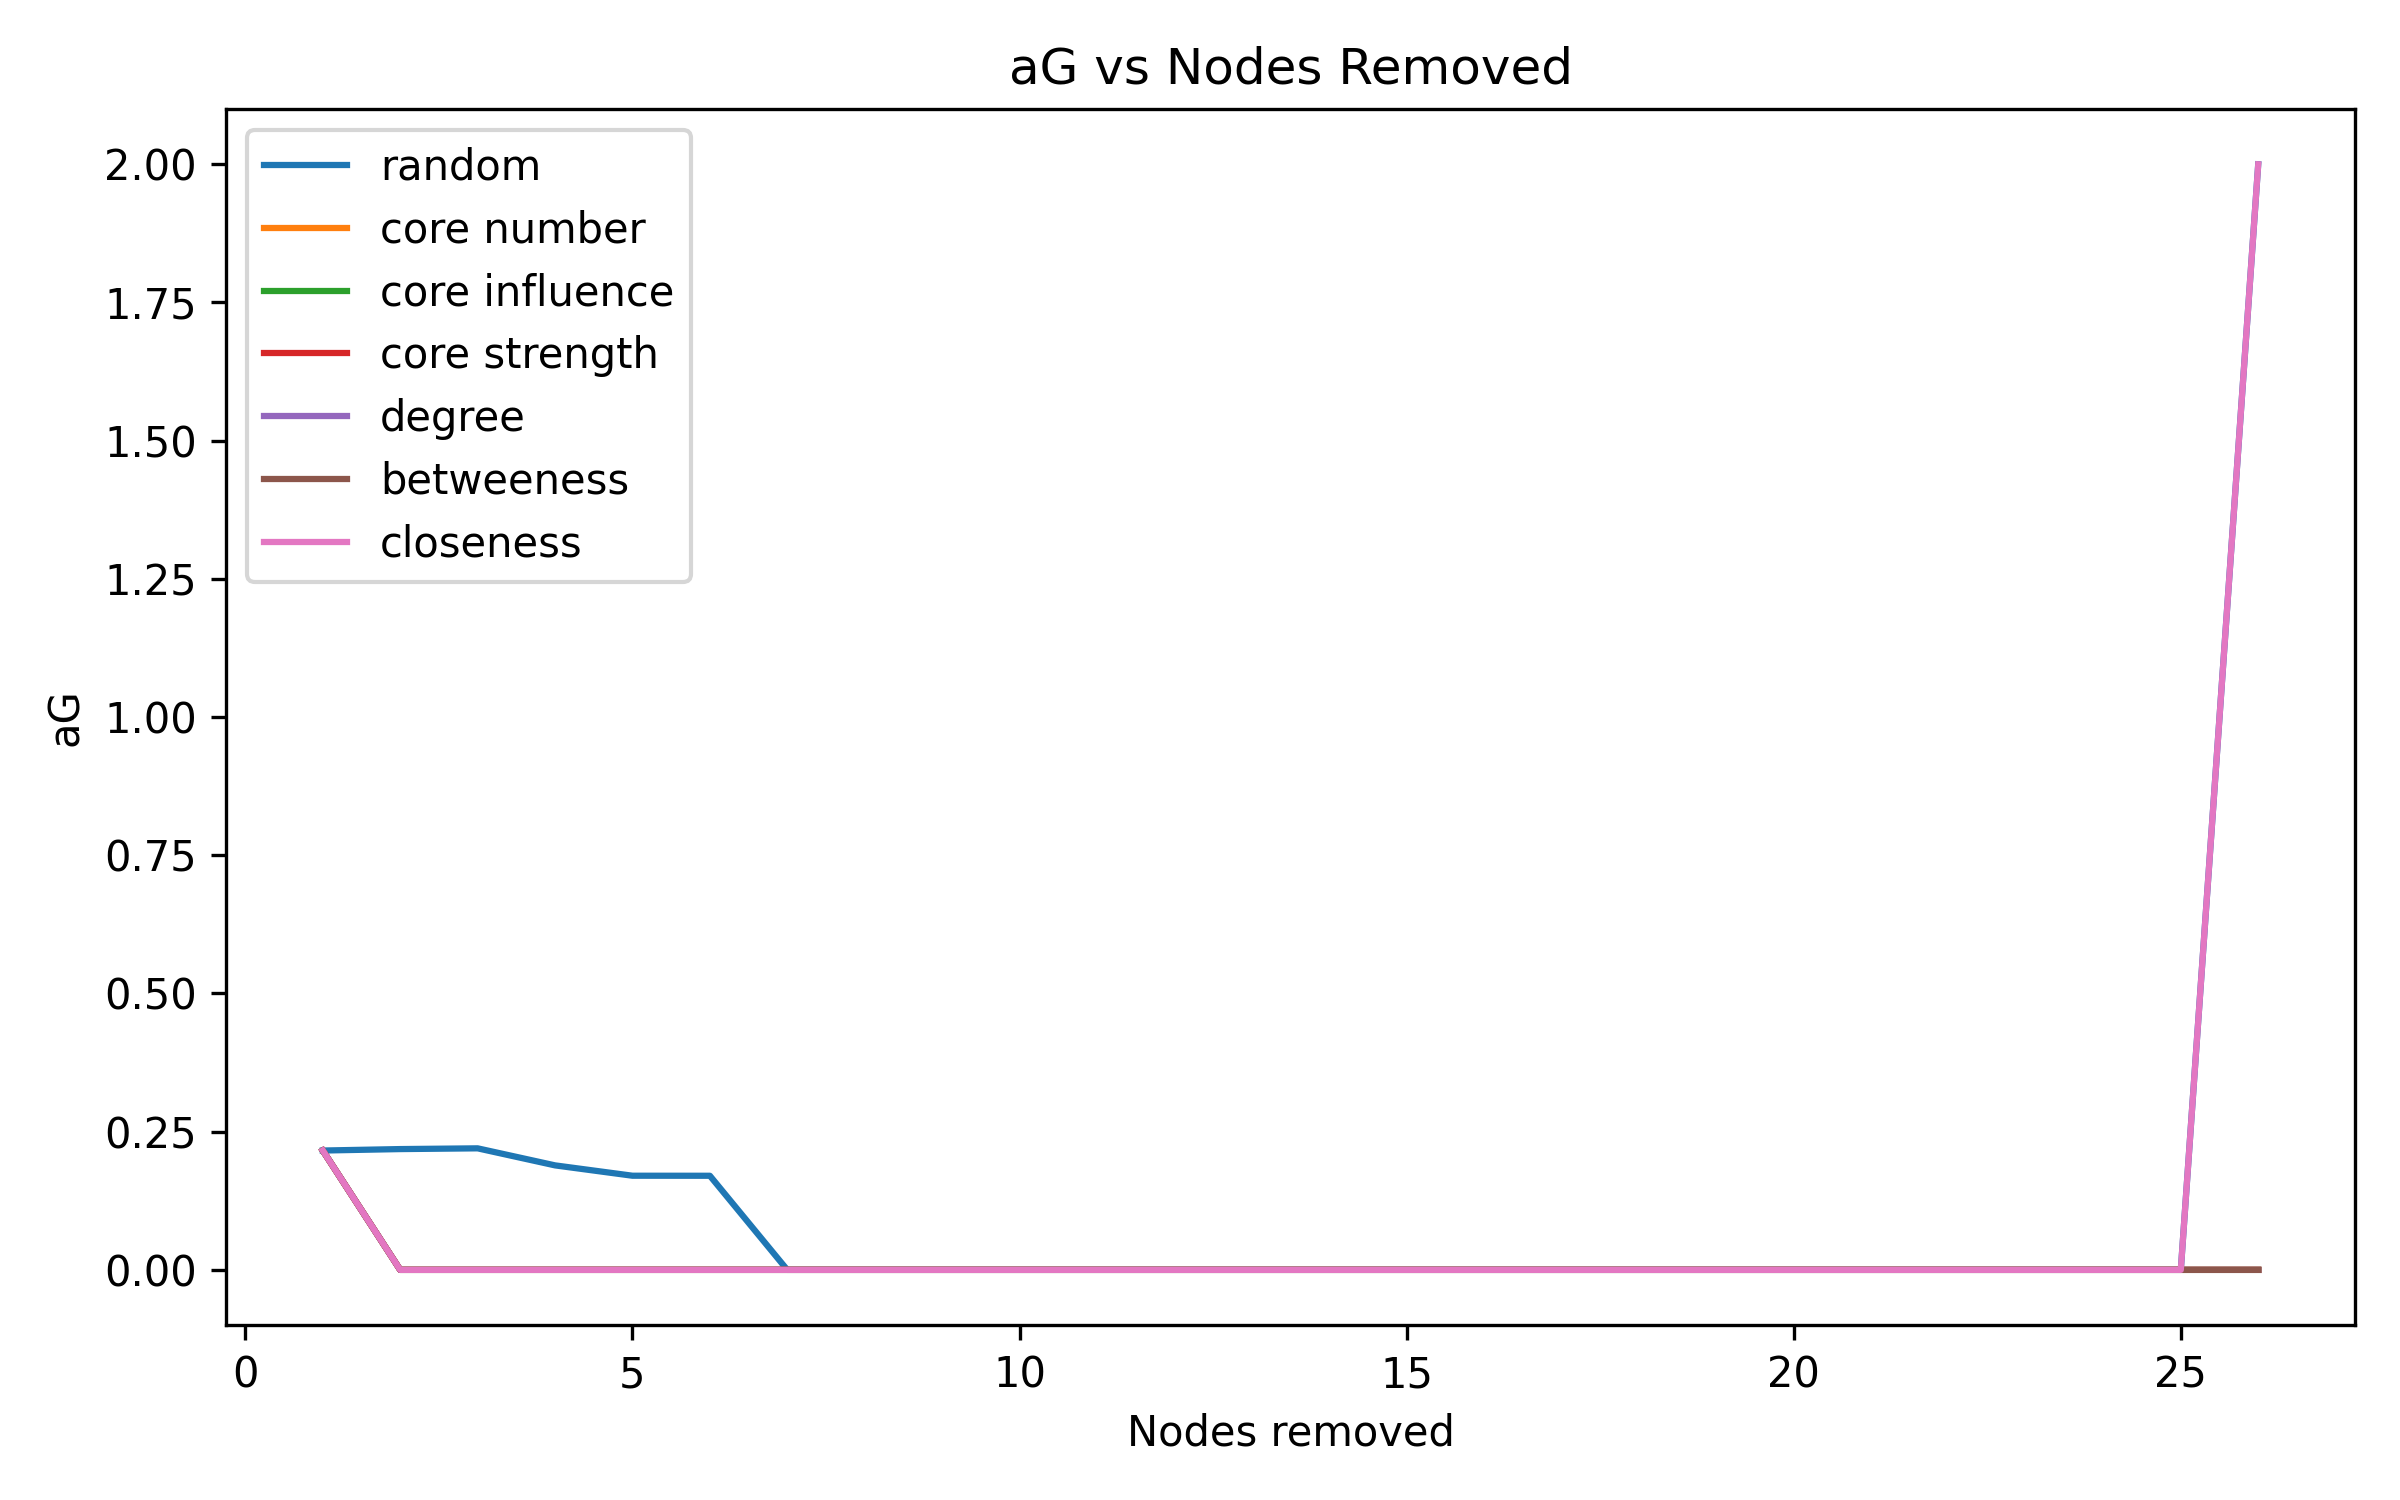 aG vs Nodes Removed
random
core number
core influence
core strength
degree
betweeness
closeness
2.00
1.75
1.50
1.25
1.00
0.75
0.50
0.25
0.00
aG
0 5 10 15 20 25
Nodes removed